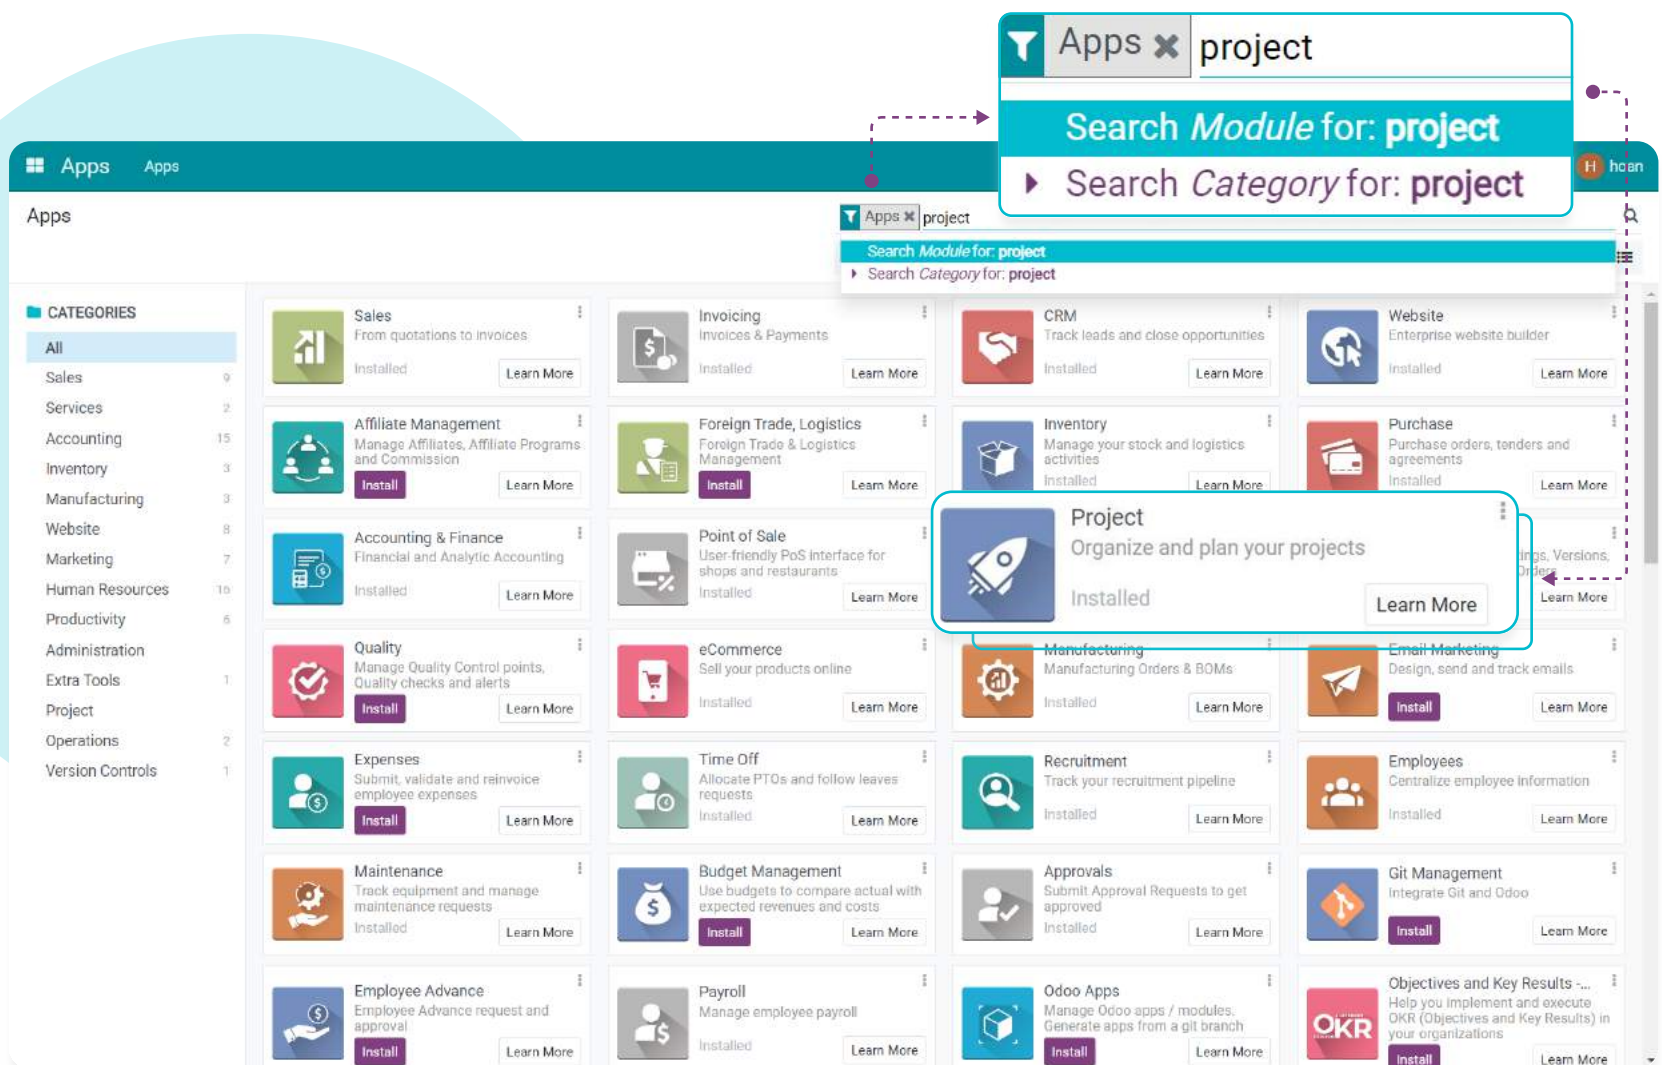 Apps ✖ project
Search Module for: project
Search Category for: project
Apps Apps
H hoan
Apps
Apps ✖ project
Search Module for: project
Search Category for: project
CATEGORIES
All
Sales 9
Services 2
Accounting 15
Inventory 3
Manufacturing 3
Website 8
Marketing 7
Human Resources 16
Productivity 6
Administration
Extra Tools 1
Project
Operations 2
Version Controls 1
Sales
From quotations to invoices
Installed
Learn More
Invoicing
Invoices & Payments
Installed
Learn More
CRM
Track leads and close opportunities
Installed
Learn More
Website
Enterprise website builder
Installed
Learn More
Affiliate Management
Manage Affiliates, Affiliate Programs
and Commission
Install
Learn More
Foreign Trade, Logistics
Foreign Trade & Logistics
Management
Install
Learn More
Inventory
Manage your stock and logistics
activities
Installed
Learn More
Purchase
Purchase orders, tenders and
agreements
Installed
Learn More
Accounting & Finance
Financial and Analytic Accounting
Installed
Learn More
Point of Sale
User-friendly PoS interface for
shops and restaurants
Installed
Learn More
Project
Organize and plan your projects
Installed
Learn More
Versions,
Learn More
Quality
Manage Quality Control points,
Quality checks and alerts
Install
Learn More
eCommerce
Sell your products online
Installed
Learn More
Manufacturing
Manufacturing Orders & BOMs
Installed
Learn More
Email Marketing
Design, send and track emails
Install
Learn More
Expenses
Submit, validate and reinvoice
employee expenses
Install
Learn More
Time Off
Allocate PTOs and follow leaves
requests
Installed
Learn More
Recruitment
Track your recruitment pipeline
Installed
Learn More
Employees
Centralize employee information
Installed
Learn More
Maintenance
Track equipment and manage
maintenance requests
Installed
Learn More
Budget Management
Use budgets to compare actual with
expected revenues and costs
Install
Learn More
Approvals
Submit Approval Requests to get
approved
Installed
Learn More
Git Management
Integrate Git and Odoo
Install
Learn More
Employee Advance
Employee Advance request and
approval
Install
Learn More
Payroll
Manage employee payroll
Installed
Learn More
Odoo Apps
Manage Odoo apps / modules.
Generate apps from a git branch
Install
Learn More
OKR
Objectives and Key Results -...
Help you implement and execute
OKR (Objectives and Key Results) in
your organizations
Install
Learn More